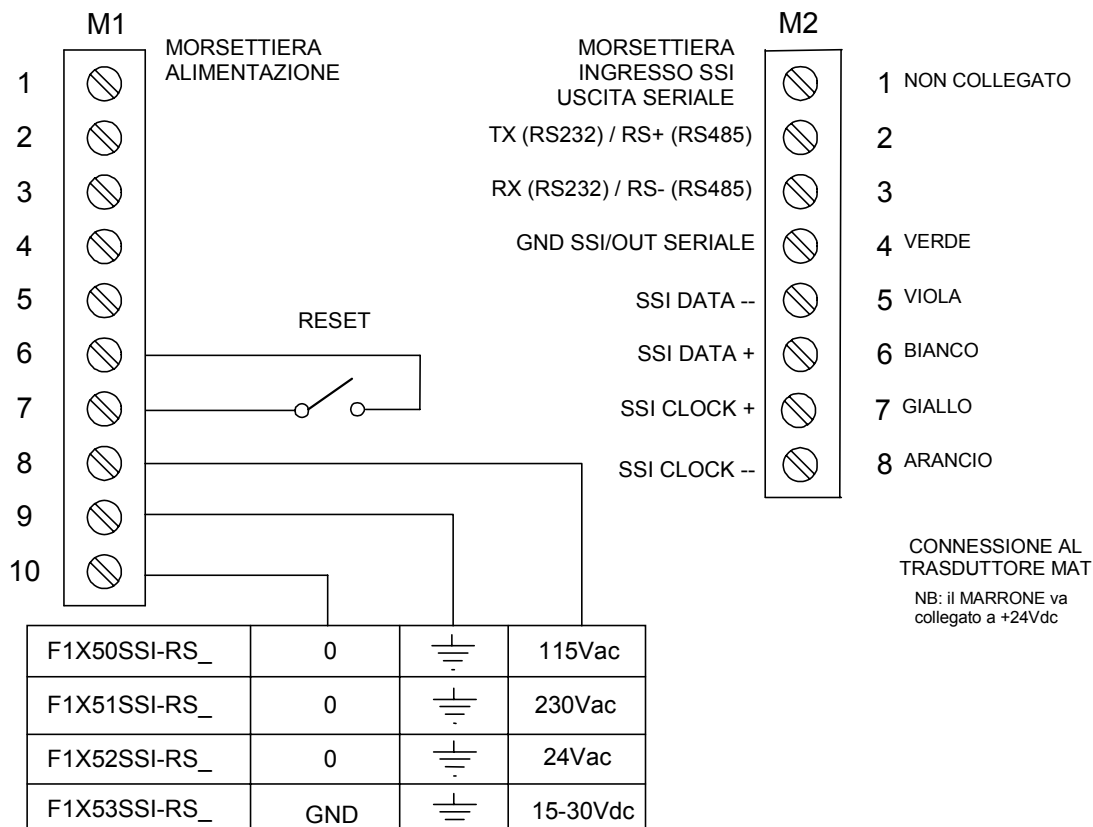 M1
MORSETTIERA
ALIMENTAZIONE
1
2
3
4
5
6
7
8
9
10
RESET
M2
MORSETTIERA
INGRESSO SSI
USCITA SERIALE
1 NON COLLEGATO
TX (RS232) / RS+ (RS485) 2
RX (RS232) / RS- (RS485) 3
GND SSI/OUT SERIALE 4 VERDE
SSI DATA -- 5 VIOLA
SSI DATA + 6 BIANCO
SSI CLOCK + 7 GIALLO
SSI CLOCK -- 8 ARANCIO
CONNESSIONE AL
TRASDUTTORE MAT
NB: il MARRONE va
collegato a +24Vdc
F1X50SSI-RS_ 0 115Vac
F1X51SSI-RS_ 0 230Vac
F1X52SSI-RS_ 0 24Vac
F1X53SSI-RS_ GND 15-30Vdc